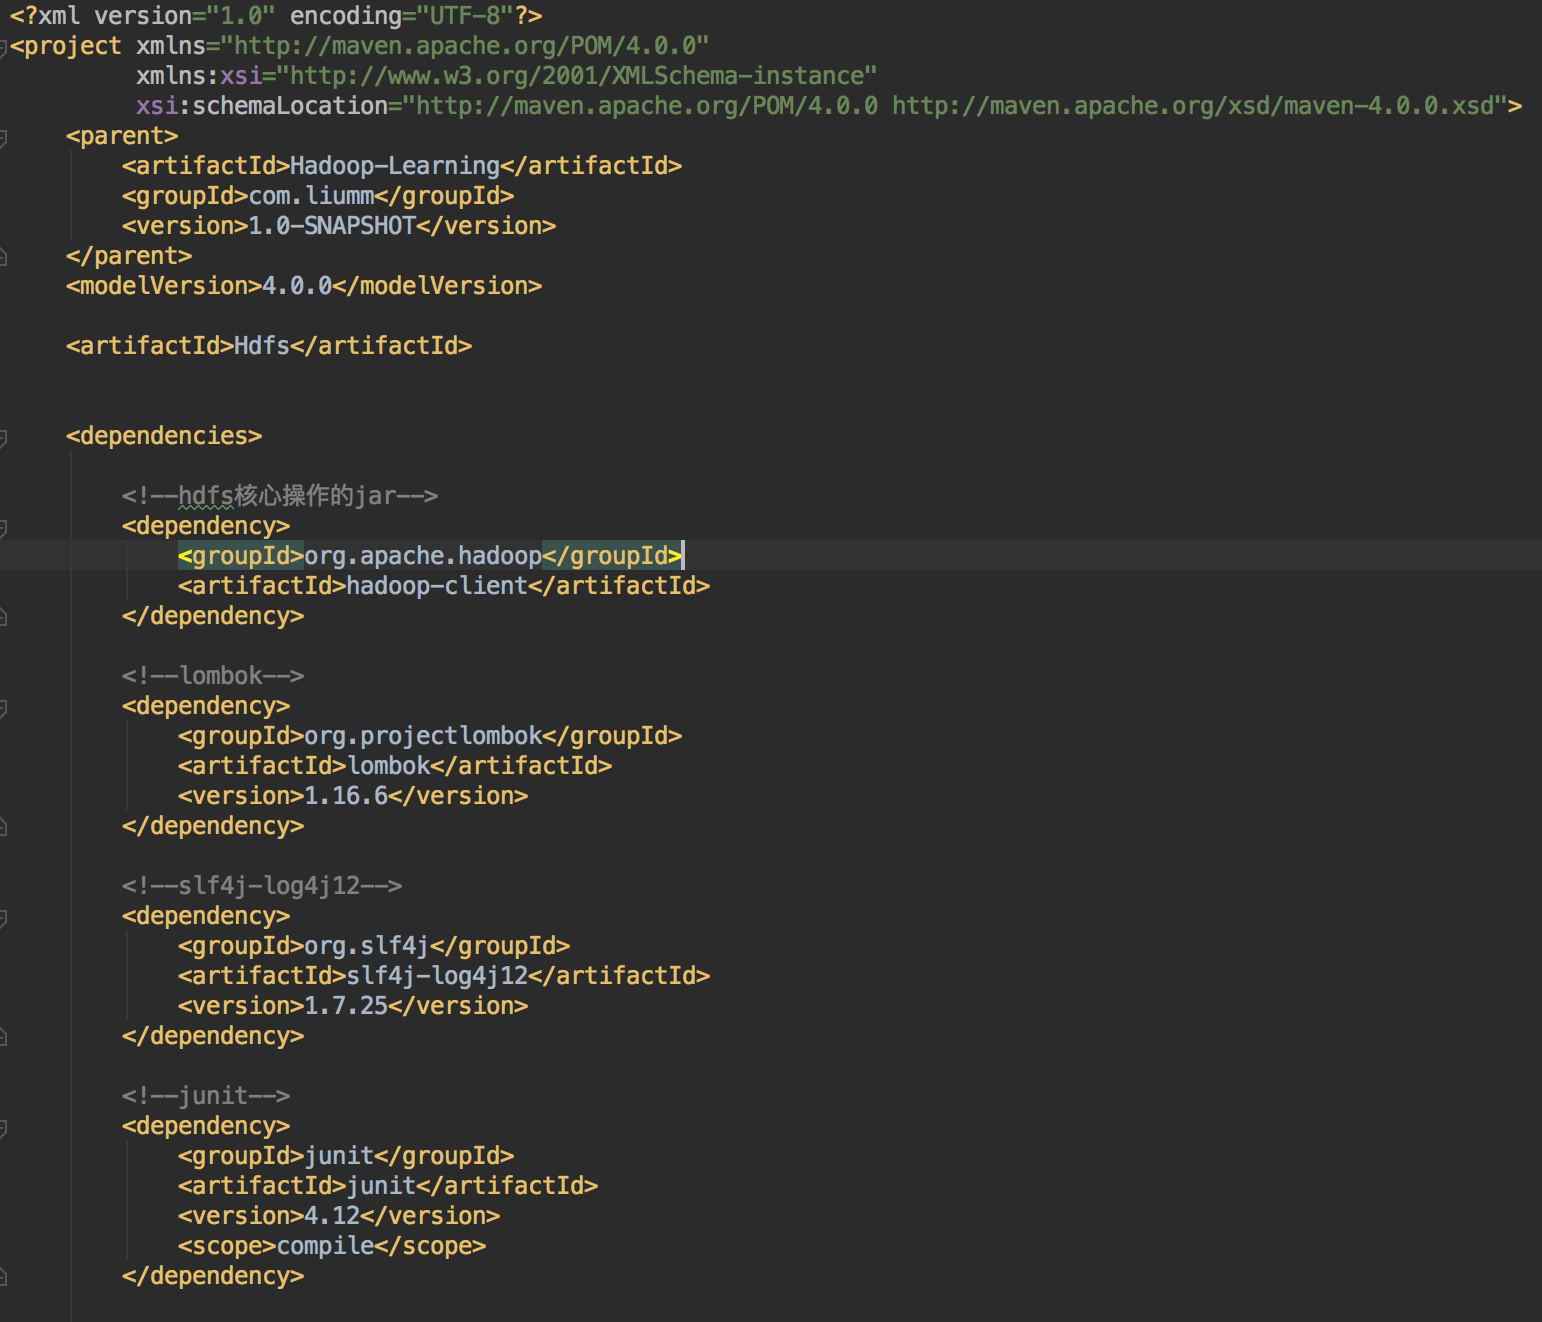 <?xml version="1.0" encoding="UTF-8"?>
<project xmlns="http://maven.apache.org/POM/4.0.0"
         xmlns:xsi="http://www.w3.org/2001/XMLSchema-instance"
         xsi:schemaLocation="http://maven.apache.org/POM/4.0.0 http://maven.apache.org/xsd/maven-4.0.0.xsd">
    <parent>
        <artifactId>Hadoop-Learning</artifactId>
        <groupId>com.liumm</groupId>
        <version>1.0-SNAPSHOT</version>
    </parent>
    <modelVersion>4.0.0</modelVersion>

    <artifactId>Hdfs</artifactId>


    <dependencies>

        <!--hdfs核心操作的jar-->
        <dependency>
            <groupId>org.apache.hadoop</groupId>
            <artifactId>hadoop-client</artifactId>
        </dependency>

        <!--lombok-->
        <dependency>
            <groupId>org.projectlombok</groupId>
            <artifactId>lombok</artifactId>
            <version>1.16.6</version>
        </dependency>

        <!--slf4j-log4j12-->
        <dependency>
            <groupId>org.slf4j</groupId>
            <artifactId>slf4j-log4j12</artifactId>
            <version>1.7.25</version>
        </dependency>

        <!--junit-->
        <dependency>
            <groupId>junit</groupId>
            <artifactId>junit</artifactId>
            <version>4.12</version>
            <scope>compile</scope>
        </dependency>